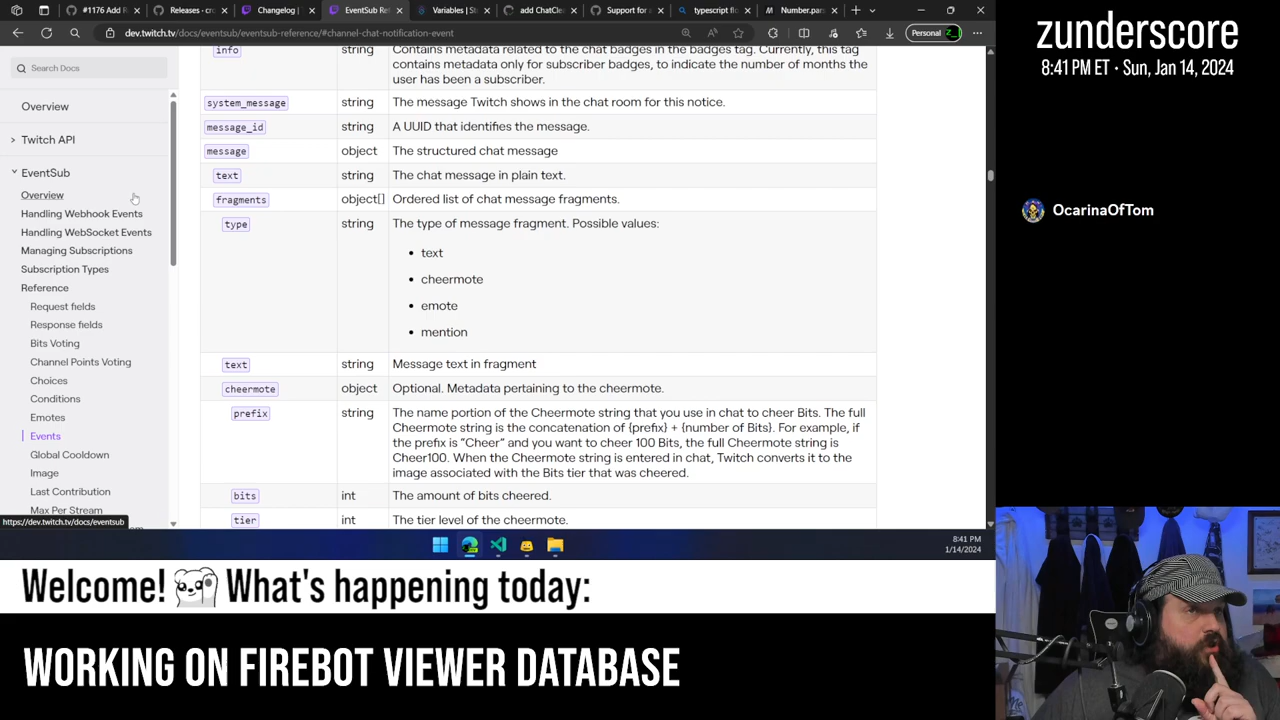 #1176 Add R
Releases · cro
Changelog |
EventSub Ref
Variables | St
add ChatCle
Support for a
typescript flo
Number.pars
dev.twitch.tv/docs/eventsub/eventsub-reference/#channel-chat-notification-event
Personal
Search Docs
Overview
Twitch API
EventSub
Overview
Handling Webhook Events
Handling WebSocket Events
Managing Subscriptions
Subscription Types
Reference
Request fields
Response fields
Bits Voting
Channel Points Voting
Choices
Conditions
Emotes
Events
Global Cooldown
Image
Last Contribution
Max Per Stream
https://dev.twitch.tv/docs/eventsub
info string Contains metadata related to the chat badges in the badges tag. Currently, this tag
contains metadata only for subscriber badges, to indicate the number of months
the user has been a subscriber.
system_message string The message Twitch shows in the chat room for this notice.
message_id string A UUID that identifies the message.
message object The structured chat message
text string The chat message in plain text.
fragments object[] Ordered list of chat message fragments.
type string The type of message fragment. Possible values:
• text
• cheermote
• emote
• mention
text string Message text in fragment
cheermote object Optional. Metadata pertaining to the cheermote.
prefix string The name portion of the Cheermote string that you use in chat to cheer Bits. The full
Cheermote string is the concatenation of {prefix} + {number of Bits}. For example, if
the prefix is “Cheer” and you want to cheer 100 Bits, the full Cheermote string is
Cheer100. When the Cheermote string is entered in chat, Twitch converts it to the
image associated with the Bits tier that was cheered.
bits int The amount of bits cheered.
tier int The tier level of the cheermote.
8:41 PM
1/14/2024
zunderscore
8:41 PM ET • Sun, Jan 14, 2024
OcarinaOfTom
Welcome! What's happening today:
WORKING ON FIREBOT VIEWER DATABASE